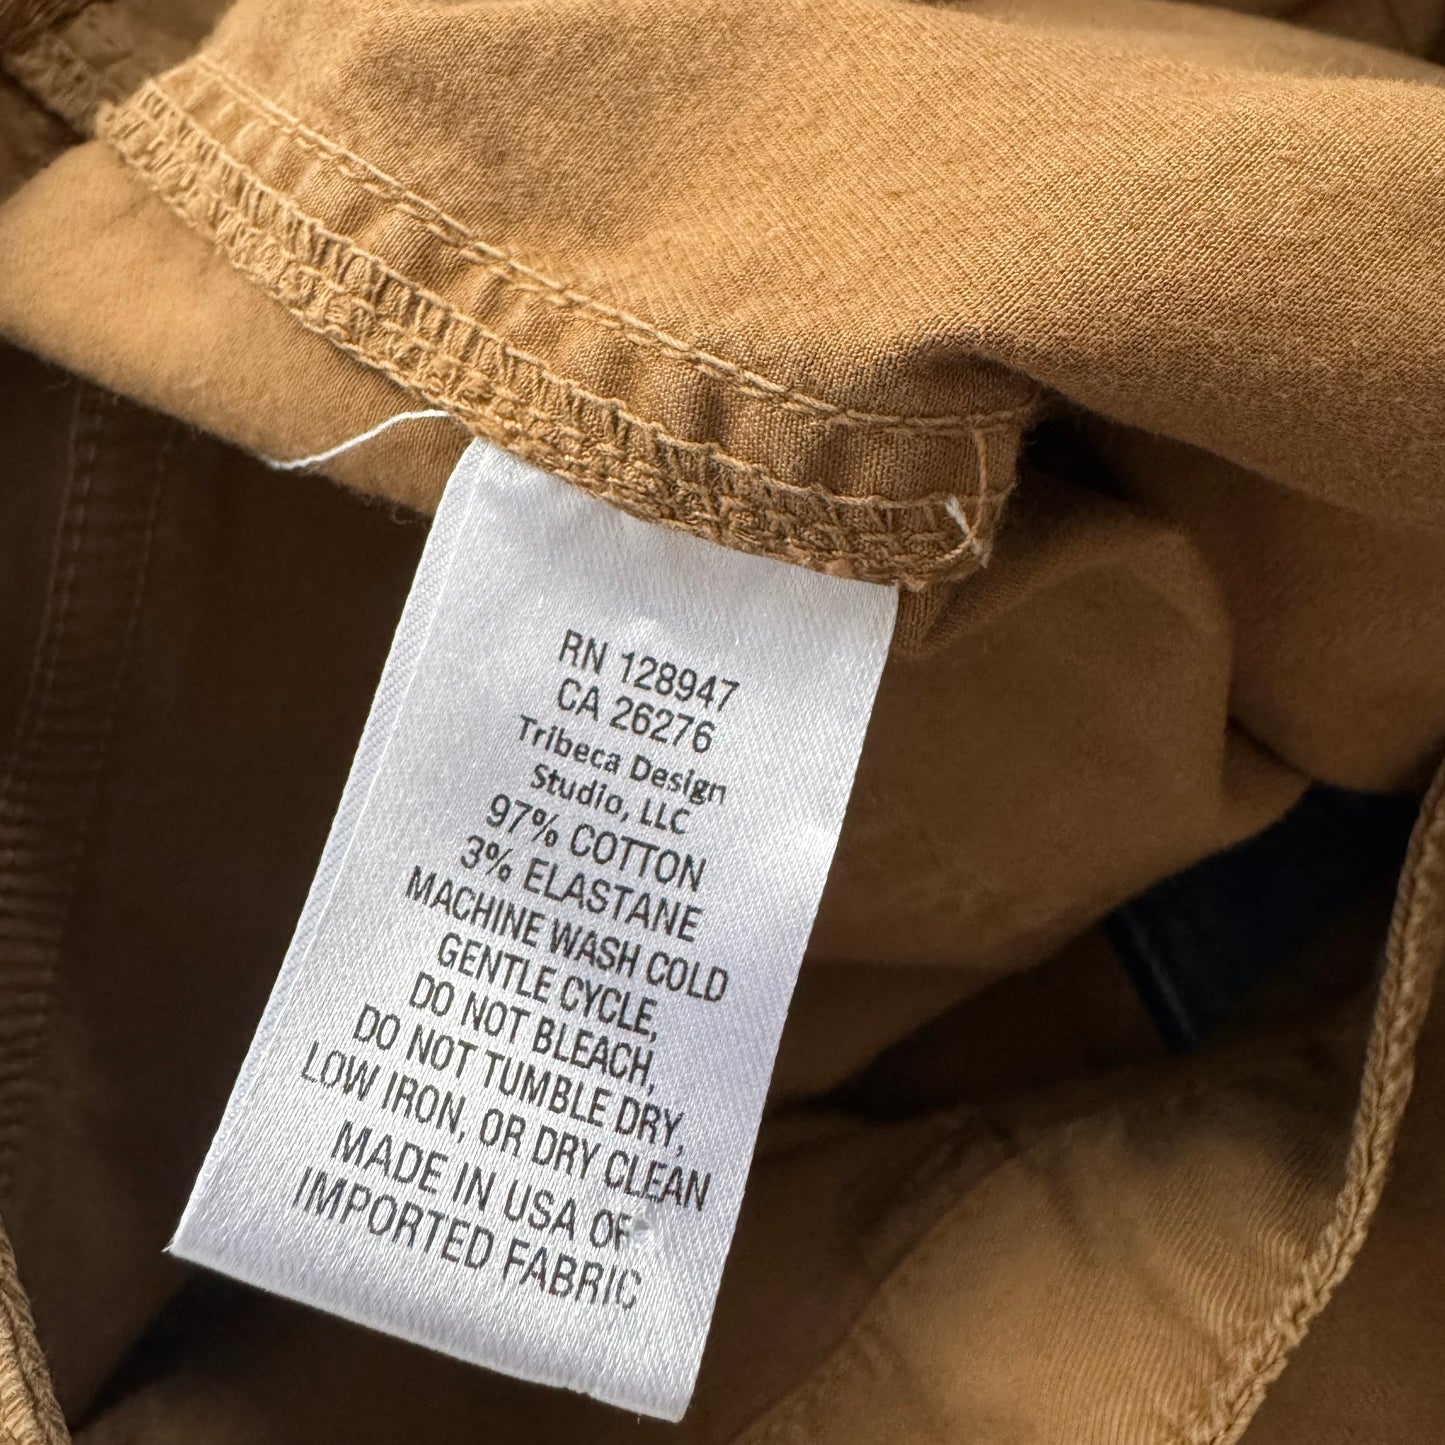 RN 128947
CA 26276
Tribeca Design
Studio, LLC
97% COTTON
3% ELASTANE
MACHINE WASH COLD
GENTLE CYCLE,
DO NOT BLEACH,
DO NOT TUMBLE DRY,
LOW IRON, OR DRY CLEAN
MADE IN USA OF
IMPORTED FABRIC